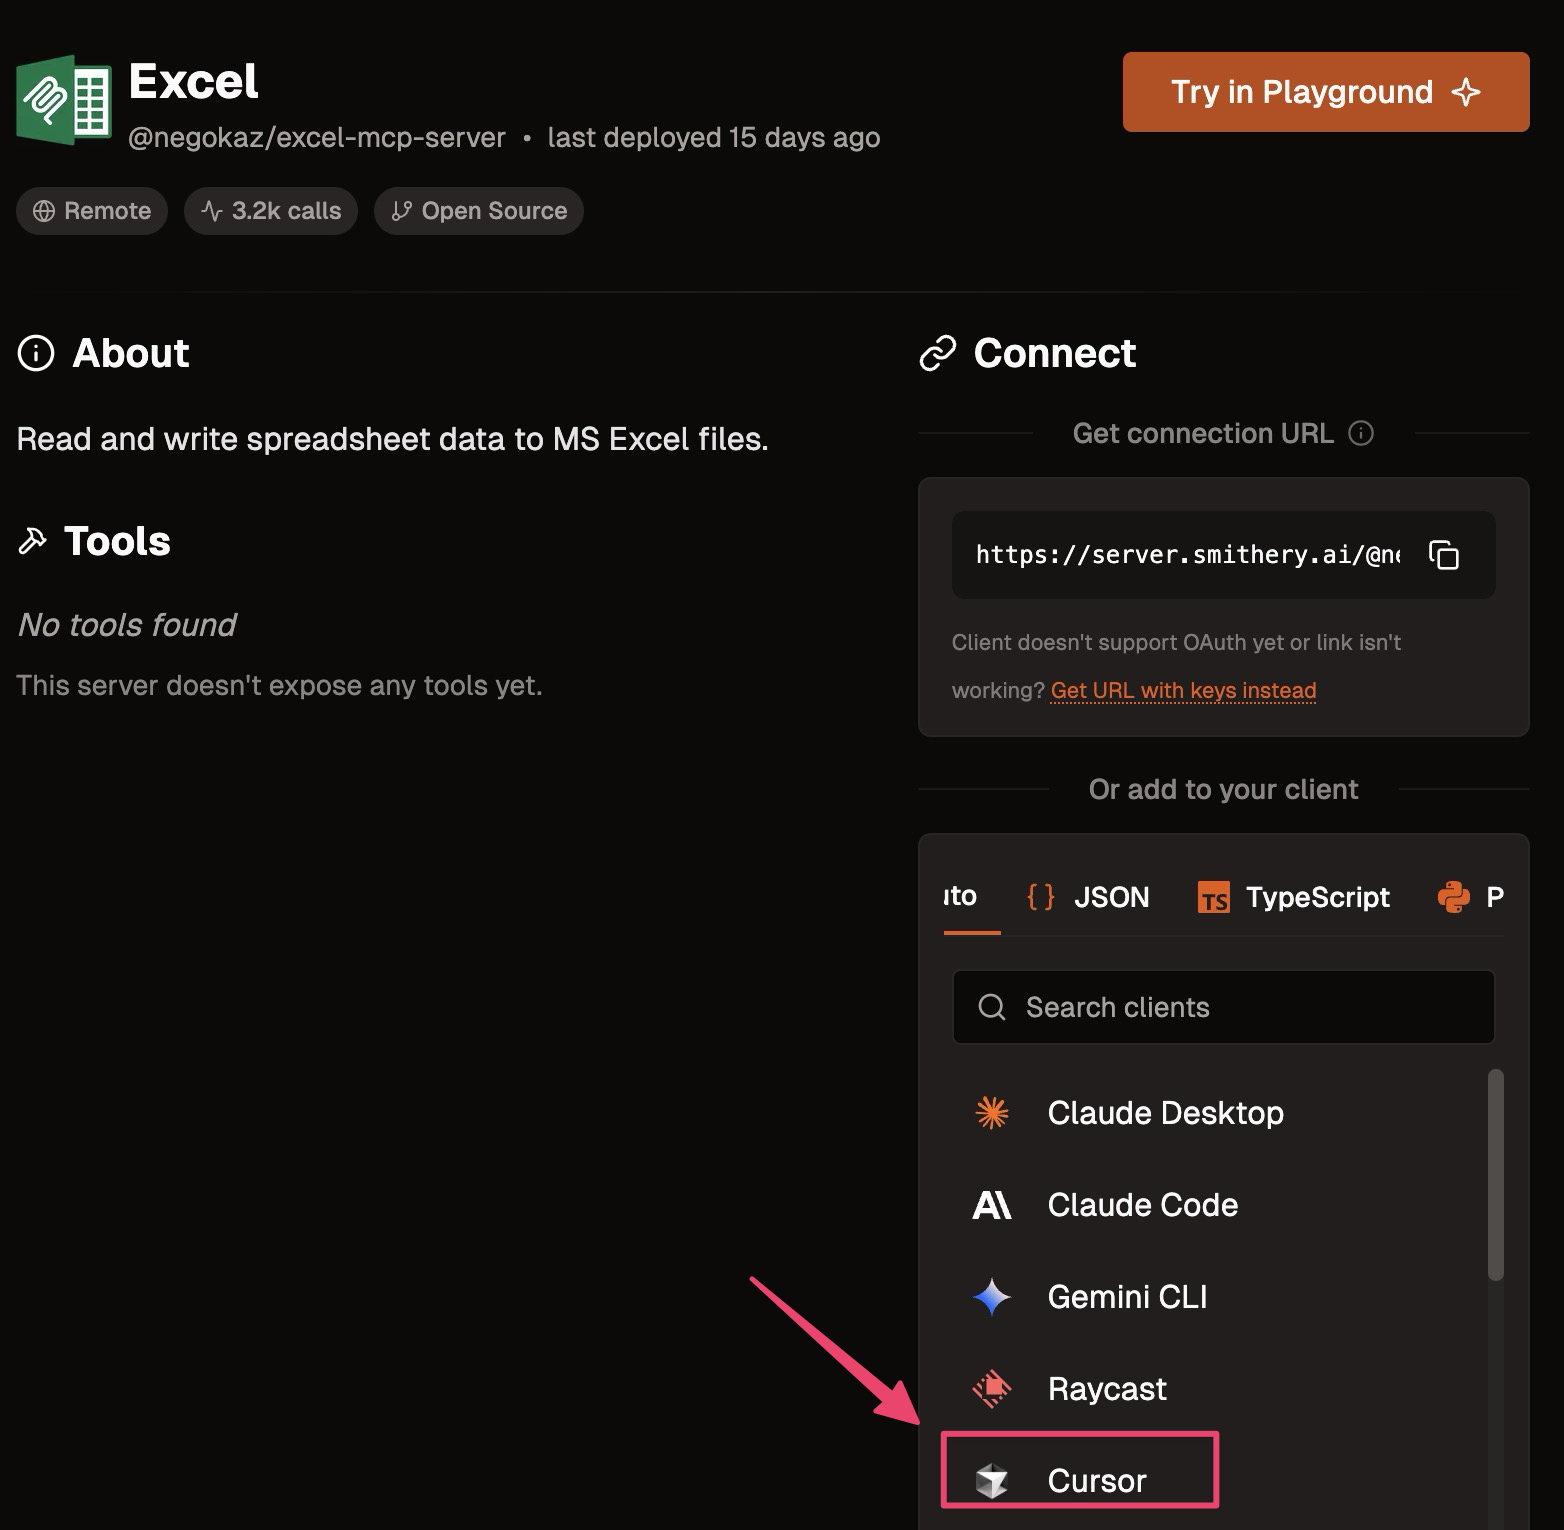 Excel
@negokaz/excel-mcp-server • last deployed 15 days ago
Try in Playground
Remote
3.2k calls
Open Source
About
Read and write spreadsheet data to MS Excel files.
Tools
No tools found
This server doesn't expose any tools yet.
Connect
Get connection URL
https://server.smithery.ai/@ne
Client doesn't support OAuth yet or link isn't
working? Get URL with keys instead
Or add to your client
uto
{} JSON
TS TypeScript
P
Search clients
Claude Desktop
Claude Code
Gemini CLI
Raycast
Cursor